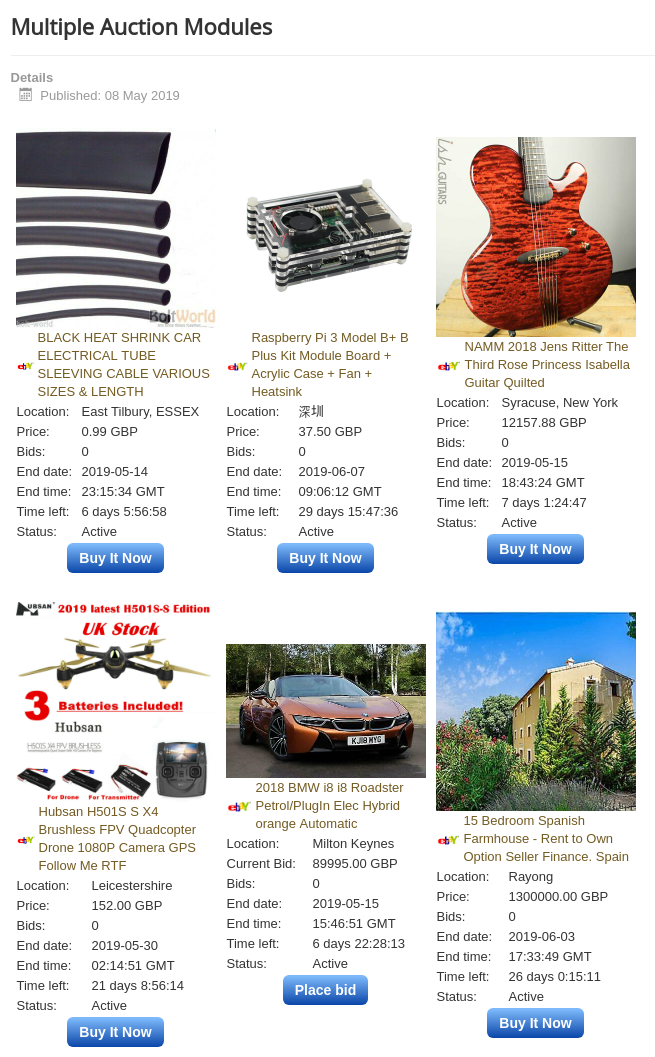 Multiple Auction Modules
Details
Published: 08 May 2019
BoltWorld
BLACK HEAT SHRINK CAR
ELECTRICAL TUBE
SLEEVING CABLE VARIOUS
SIZES & LENGTH
Location: East Tilbury, ESSEX
Price: 0.99 GBP
Bids: 0
End date: 2019-05-14
End time: 23:15:34 GMT
Time left: 6 days 5:56:58
Status: Active
Buy It Now
Raspberry Pi 3 Model B+ B
Plus Kit Module Board +
Acrylic Case + Fan +
Heatsink
Location: 深圳
Price: 37.50 GBP
Bids: 0
End date: 2019-06-07
End time: 09:06:12 GMT
Time left: 29 days 15:47:36
Status: Active
Buy It Now
ish GUITARS
NAMM 2018 Jens Ritter The
Third Rose Princess Isabella
Guitar Quilted
Location: Syracuse, New York
Price: 12157.88 GBP
Bids: 0
End date: 2019-05-15
End time: 18:43:24 GMT
Time left: 7 days 1:24:47
Status: Active
Buy It Now
HUBSAN 2019 latest H501S-S Edition
UK Stock
3 Batteries Included!
Hubsan
H501S X4 FPV BRUSHLESS
For Drone For Transmitter
Hubsan H501S S X4
Brushless FPV Quadcopter
Drone 1080P Camera GPS
Follow Me RTF
Location: Leicestershire
Price: 152.00 GBP
Bids: 0
End date: 2019-05-30
End time: 02:14:51 GMT
Time left: 21 days 8:56:14
Status: Active
Buy It Now
KJ18 MYG
2018 BMW i8 i8 Roadster
Petrol/PlugIn Elec Hybrid
orange Automatic
Location: Milton Keynes
Current Bid: 89995.00 GBP
Bids: 0
End date: 2019-05-15
End time: 15:46:51 GMT
Time left: 6 days 22:28:13
Status: Active
Place bid
15 Bedroom Spanish
Farmhouse - Rent to Own
Option Seller Finance. Spain
Location: Rayong
Price: 1300000.00 GBP
Bids: 0
End date: 2019-06-03
End time: 17:33:49 GMT
Time left: 26 days 0:15:11
Status: Active
Buy It Now